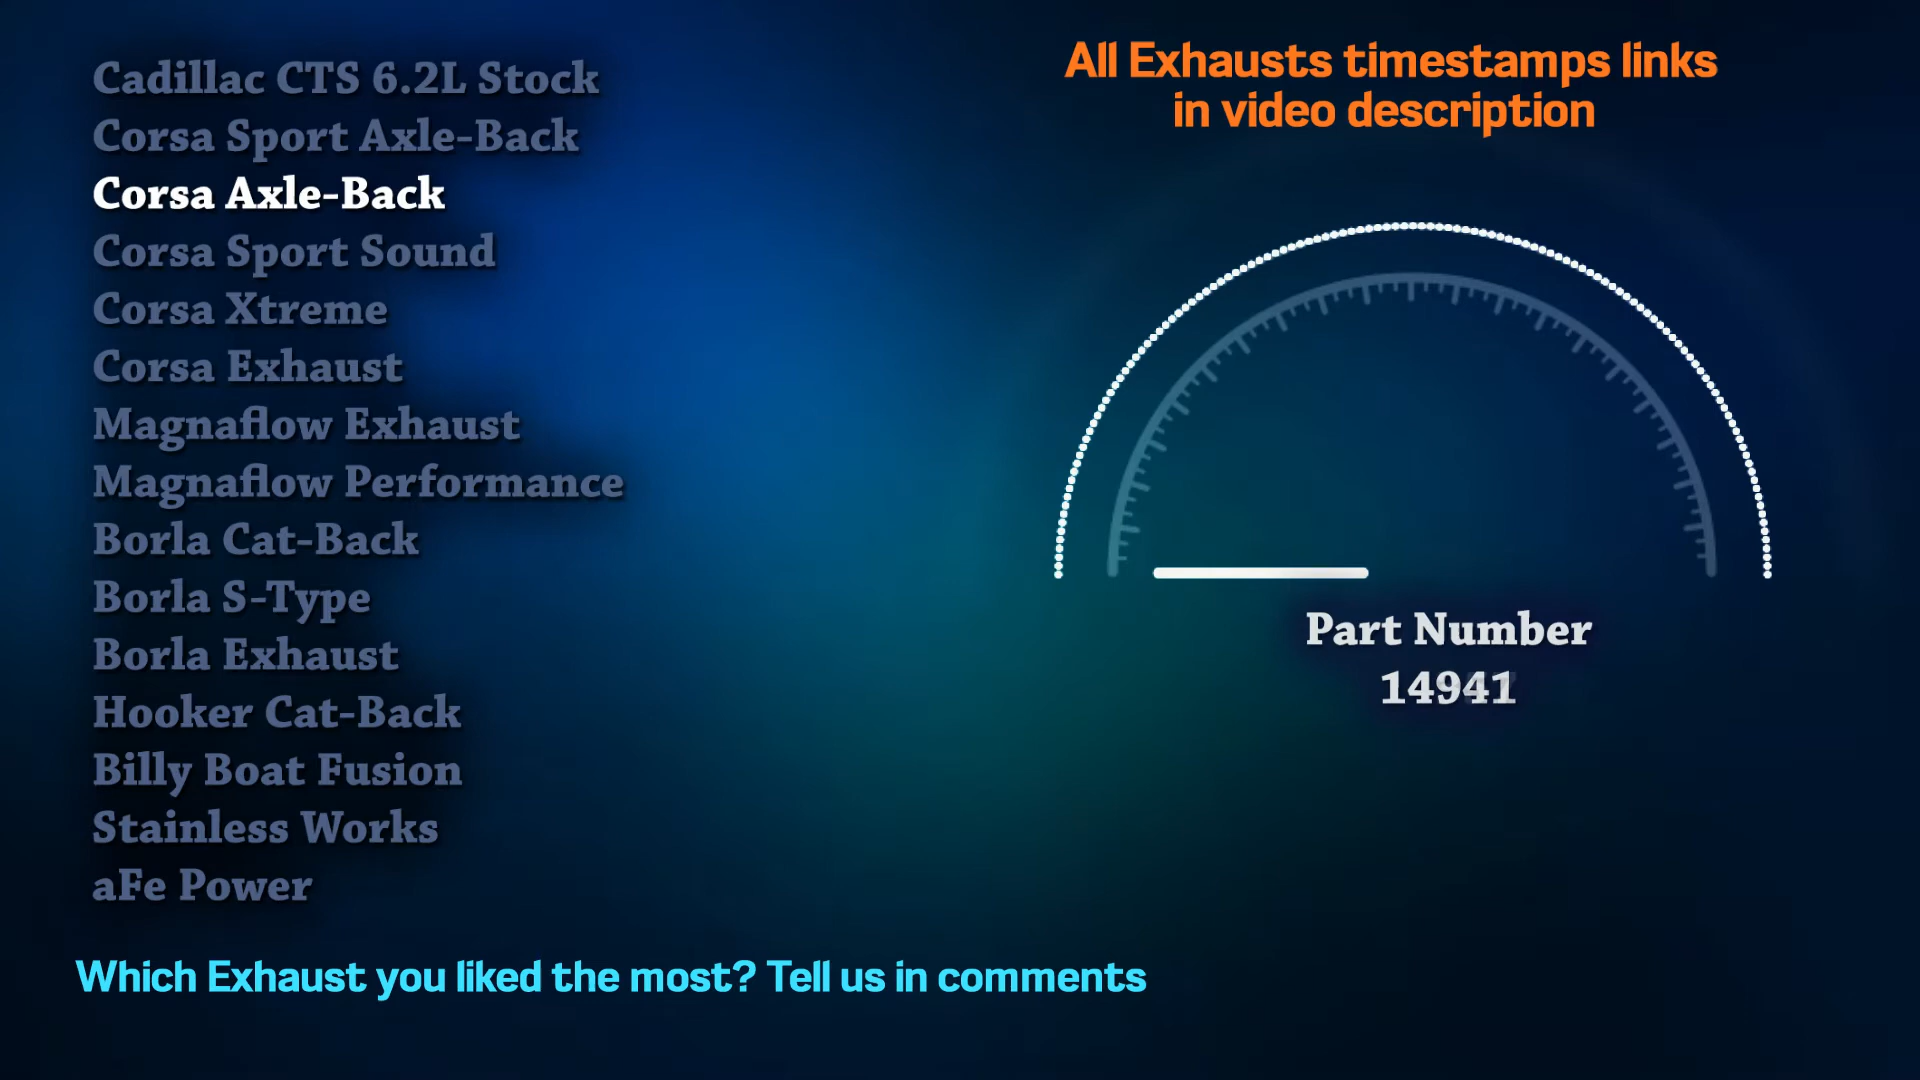 Cadillac CTS 6.2L Stock
Corsa Sport Axle-Back
Corsa Axle-Back
Corsa Sport Sound
Corsa Xtreme
Corsa Exhaust
Magnaflow Exhaust
Magnaflow Performance
Borla Cat-Back
Borla S-Type
Borla Exhaust
Hooker Cat-Back
Billy Boat Fusion
Stainless Works
aFe Power
Which Exhaust you liked the most? Tell us in comments
All Exhausts timestamps links
in video description
Part Number
14941